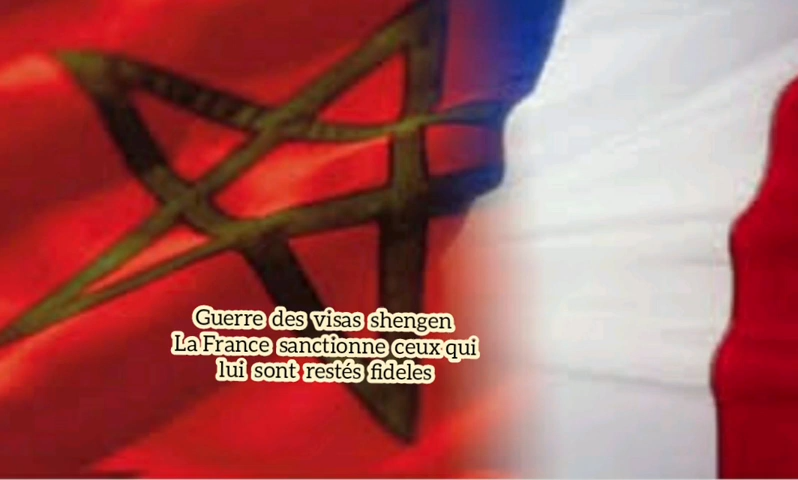 Guerre des visas shengen
La France sanctionne ceux qui
lui sont restés fideles